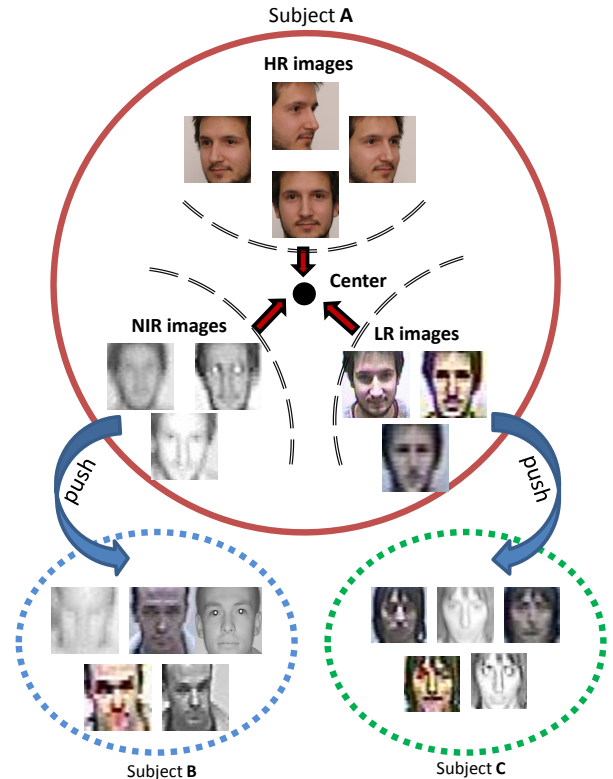 Subject A
HR images
Center
NIR images
LR images
push
push
Subject B
Subject C